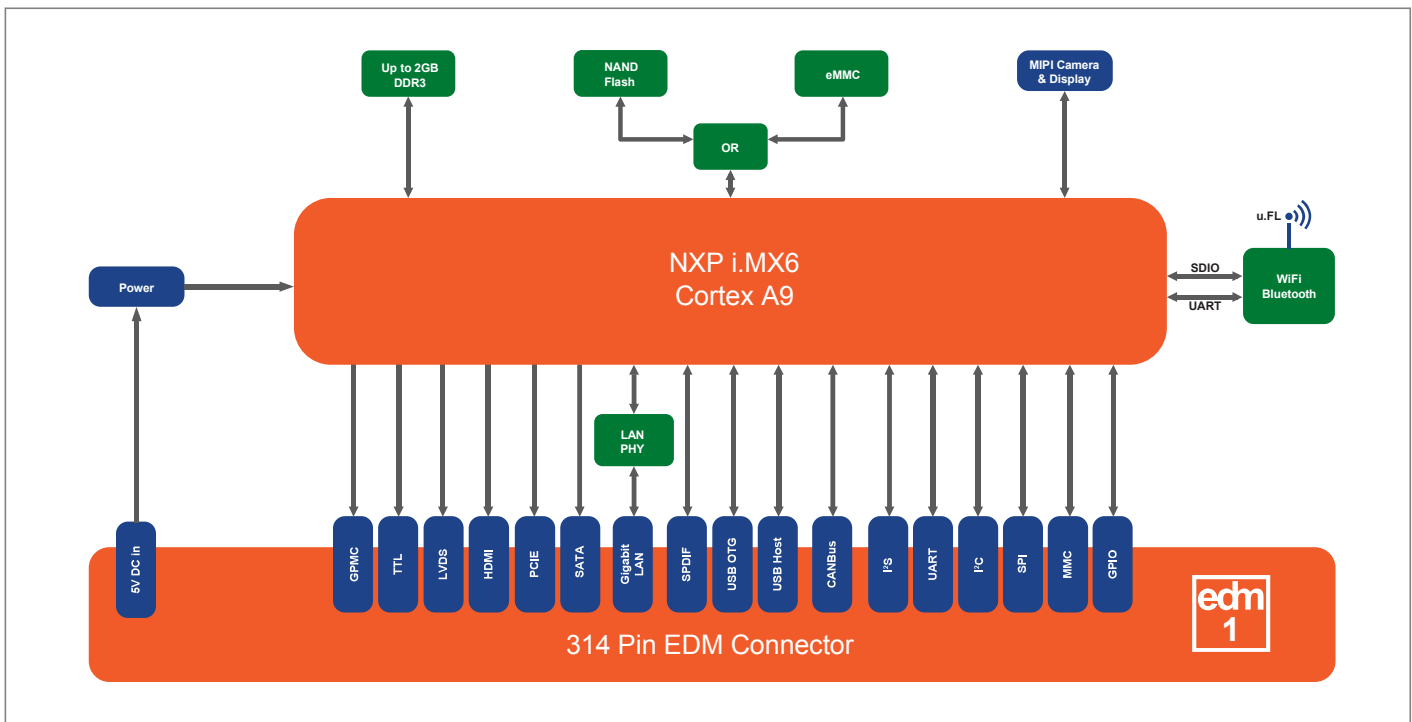 Up to 2GB
DDR3
NAND
Flash
eMMC
MIPI Camera
& Display
OR
u.FL
NXP i.MX6
Cortex A9
SDIO
UART
WiFi
Bluetooth
Power
LAN
PHY
5V DC in
GPMC
TTL
LVDS
HDMI
PCIE
SATA
Gigabit
LAN
SPDIF
USB OTG
USB Host
CANBus
I²S
UART
I²C
SPI
MMC
GPIO
edm
1
314 Pin EDM Connector